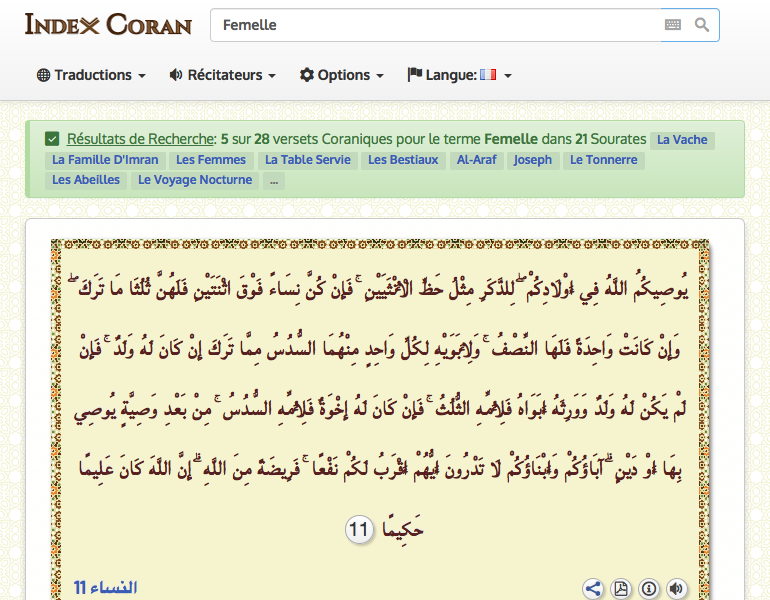 INDEX CORAN
Femelle
Traductions Récitateurs Options Langue:
Résultats de Recherche: 5 sur 28 versets Coraniques pour le terme Femelle dans 21 Sourates La Vache
La Famille D'Imran Les Femmes La Table Servie Les Bestiaux Al-Araf Joseph Le Tonnerre
Les Abeilles Le Voyage Nocturne ...
يُوصِيكُمُ اللَّهُ فِي أَوْلَادِكُمْ ۖ لِلذَّكَرِ مِثْلُ حَظِّ الْأُنْثَيَيْنِ ۚ فَإِنْ كُنَّ نِسَاءً فَوْقَ اثْنَتَيْنِ فَلَهُنَّ ثُلُثَا مَا تَرَكَ ۖ
وَإِنْ كَانَتْ وَاحِدَةً فَلَهَا النِّصْفُ ۚ وَلِأَبَوَيْهِ لِكُلِّ وَاحِدٍ مِنْهُمَا السُّدُسُ مِمَّا تَرَكَ إِنْ كَانَ لَهُ وَلَدٌ ۚ فَإِنْ
لَمْ يَكُنْ لَهُ وَلَدٌ وَوَرِثَهُ أَبَوَاهُ فَلِأُمِّهِ الثُّلُثُ ۚ فَإِنْ كَانَ لَهُ إِخْوَةٌ فَلِأُمِّهِ السُّدُسُ ۚ مِنْ بَعْدِ وَصِيَّةٍ يُوصِي
بِهَا أَوْ دَيْنٍ ۗ آبَاؤُكُمْ وَأَبْنَاؤُكُمْ لَا تَدْرُونَ أَيُّهُمْ أَقْرَبُ لَكُمْ نَفْعًا ۚ فَرِيضَةً مِنَ اللَّهِ ۗ إِنَّ اللَّهَ كَانَ عَلِيمًا
حَكِيمًا 11
النساء 11